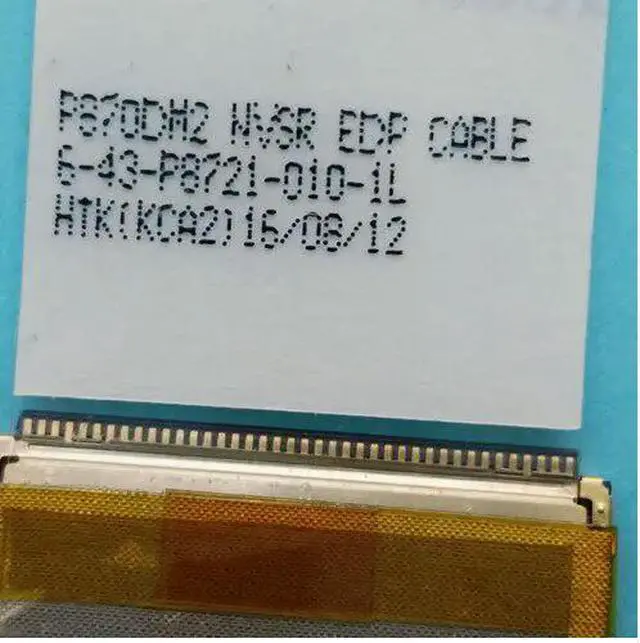 P870DM2 NVSR EDP CABLE
6-43-P8721-010-1L
HTK(KCA2)16/08/12